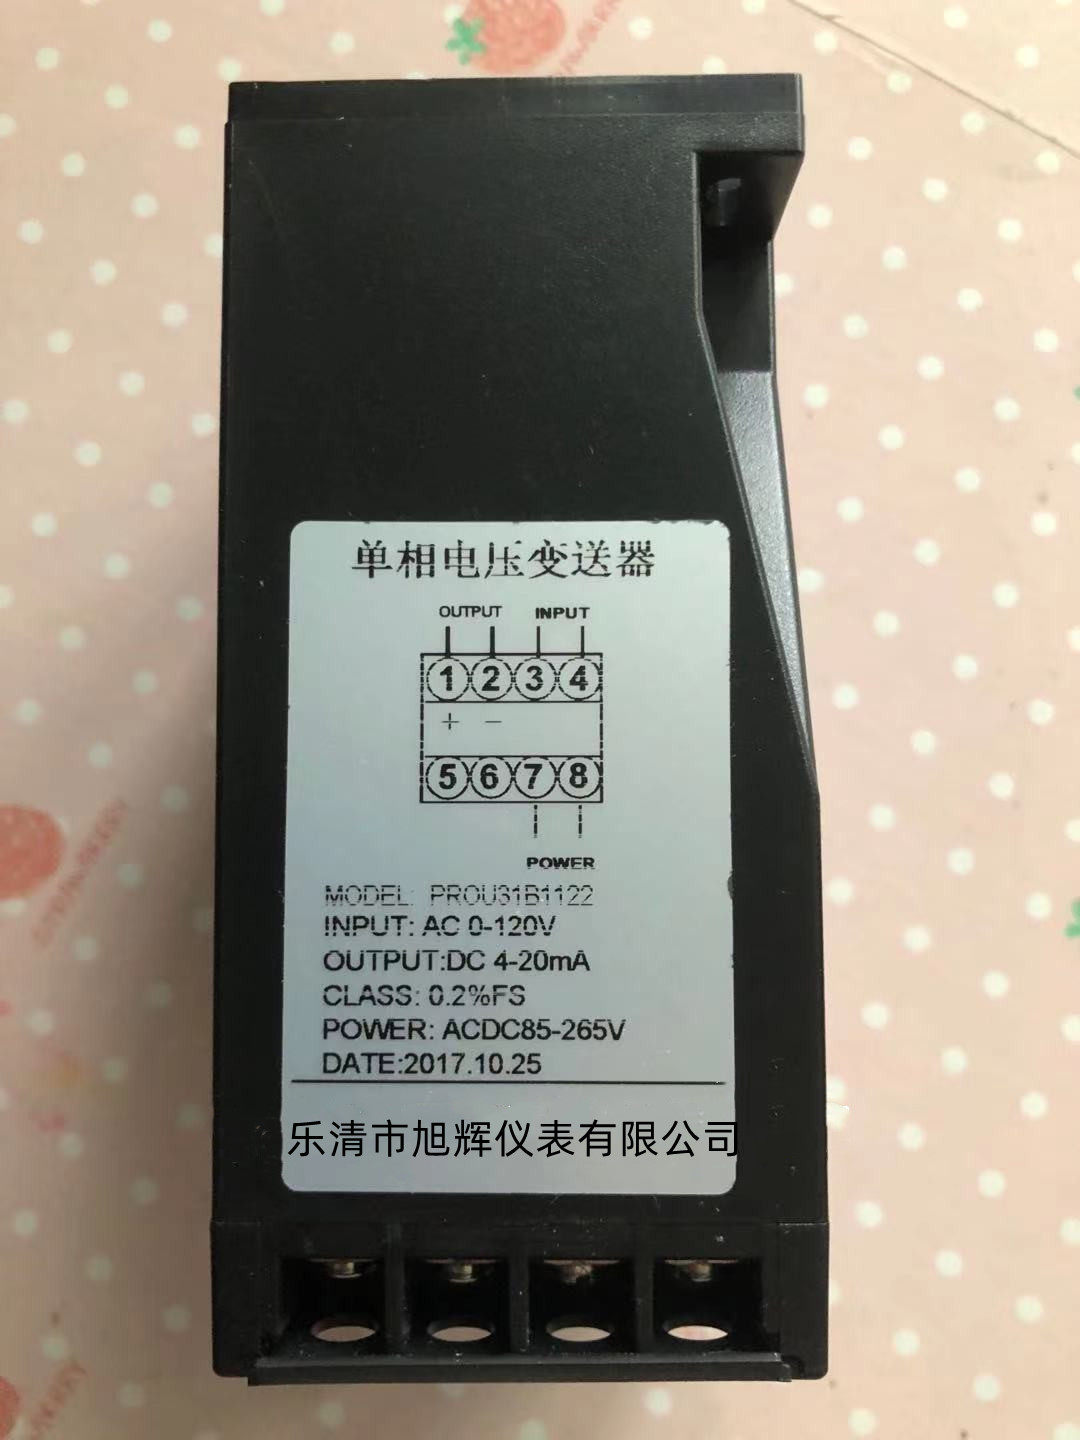 单相电压变送器
OUTPUT INPUT
1 2 3 4
+ −
5 6 7 8
POWER
MODEL: PROU31B1122
INPUT: AC 0-120V
OUTPUT:DC 4-20mA
CLASS: 0.2%FS
POWER: ACDC85-265V
DATE:2017.10.25
乐清市旭辉仪表有限公司